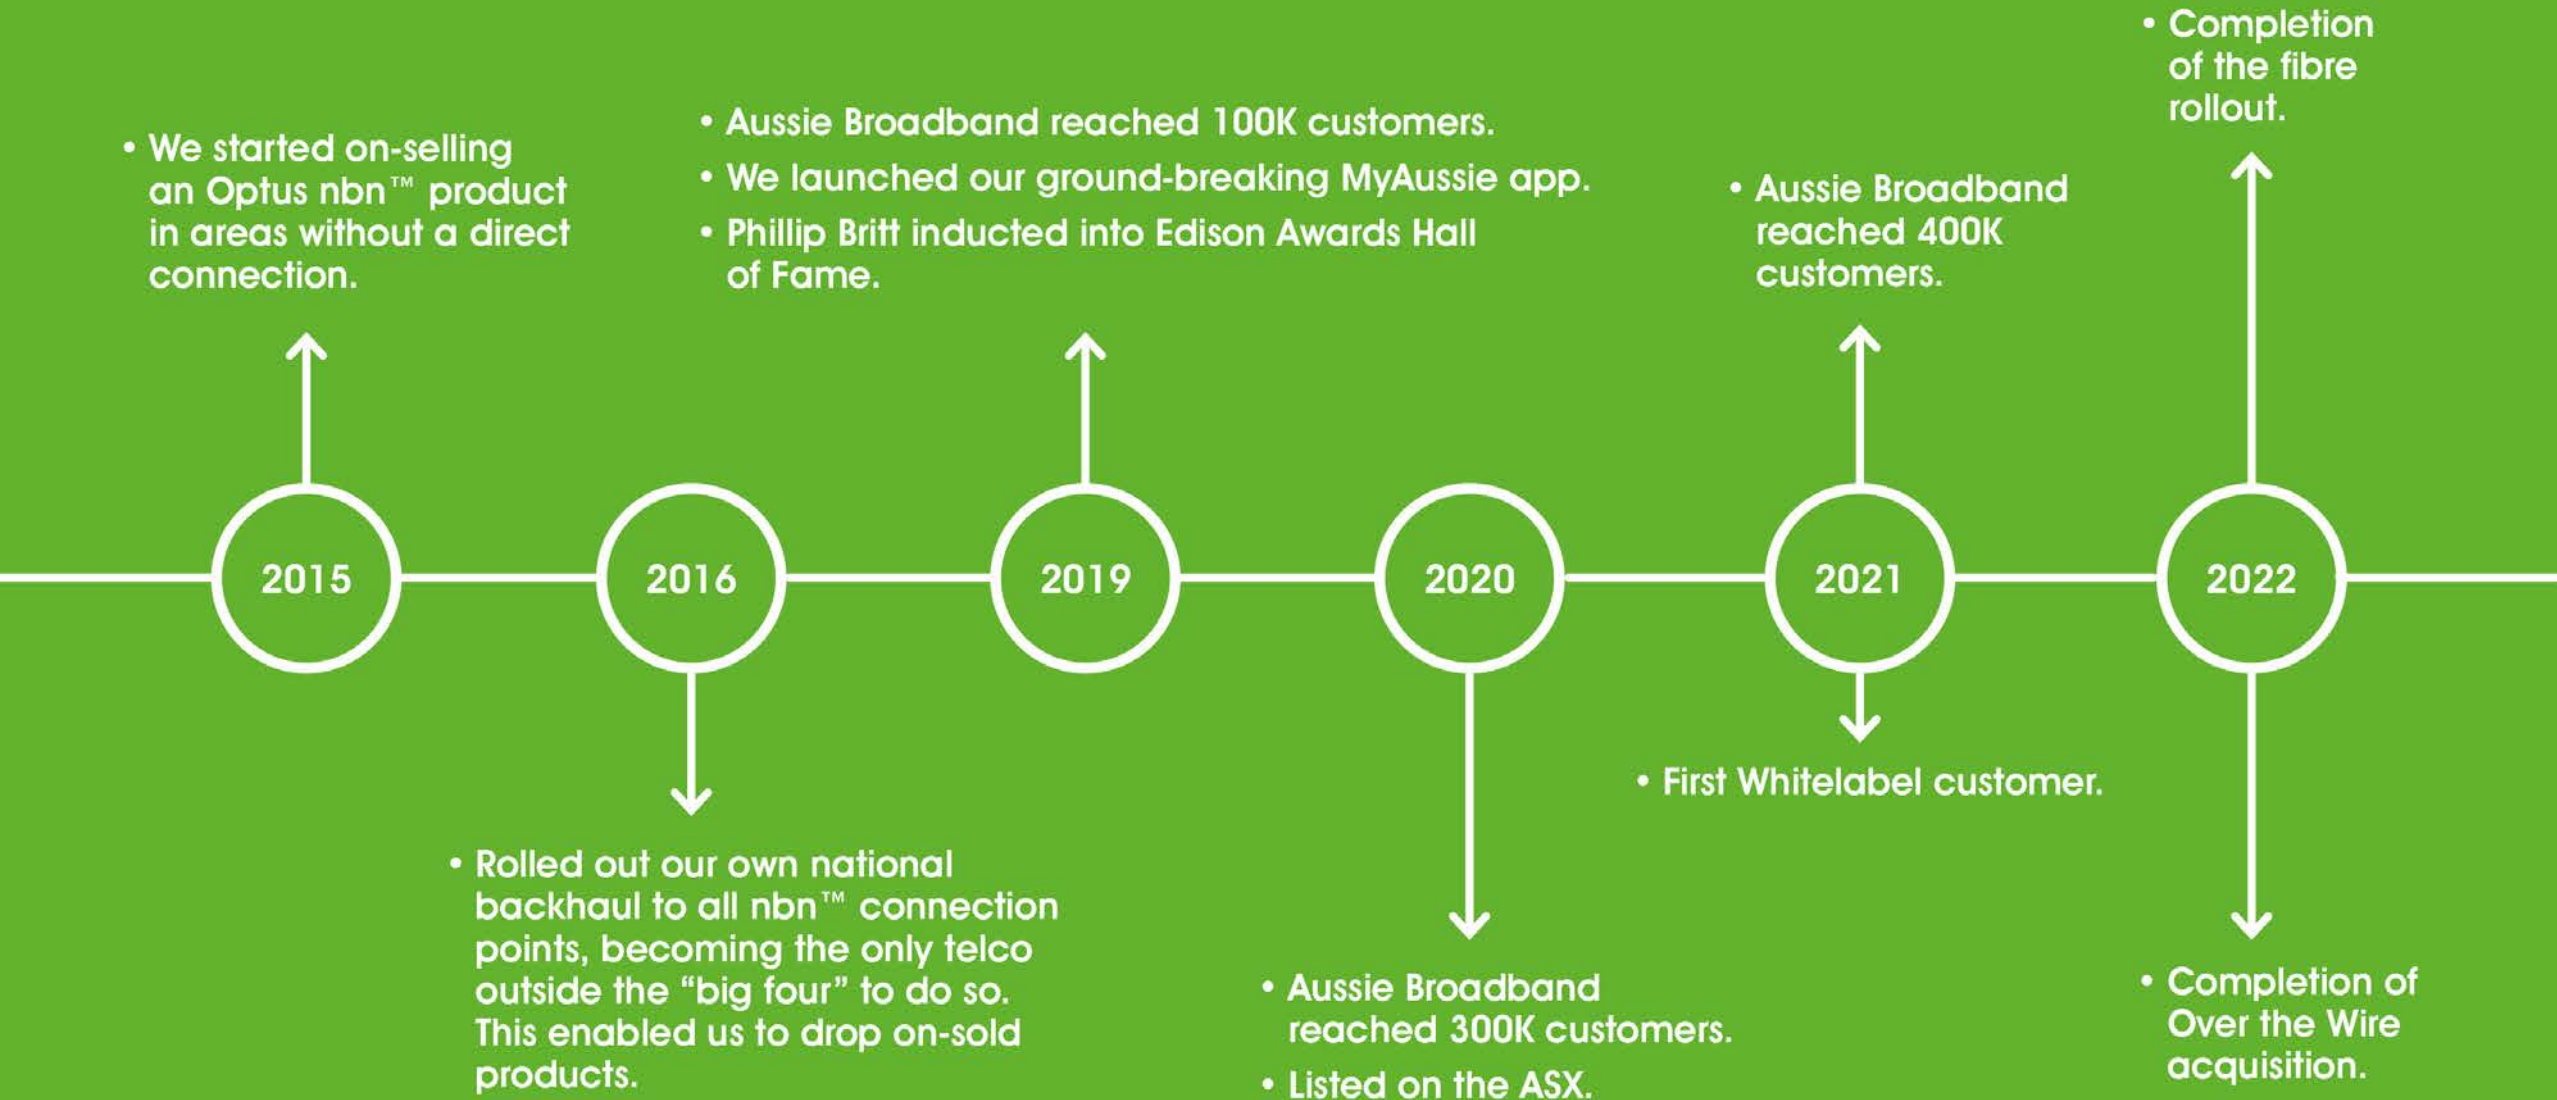 • We started on-selling
an Optus nbn™ product
in areas without a direct
connection.
• Aussie Broadband reached 100K customers.
• We launched our ground-breaking MyAussie app.
• Phillip Britt inducted into Edison Awards Hall
of Fame.
• Aussie Broadband
reached 400K
customers.
• Completion
of the fibre
rollout.
2015
2016
2019
2020
2021
2022
• Rolled out our own national
backhaul to all nbn™ connection
points, becoming the only telco
outside the “big four” to do so.
This enabled us to drop on-sold
products.
• Aussie Broadband
reached 300K customers.
• Listed on the ASX.
• First Whitelabel customer.
• Completion of
Over the Wire
acquisition.